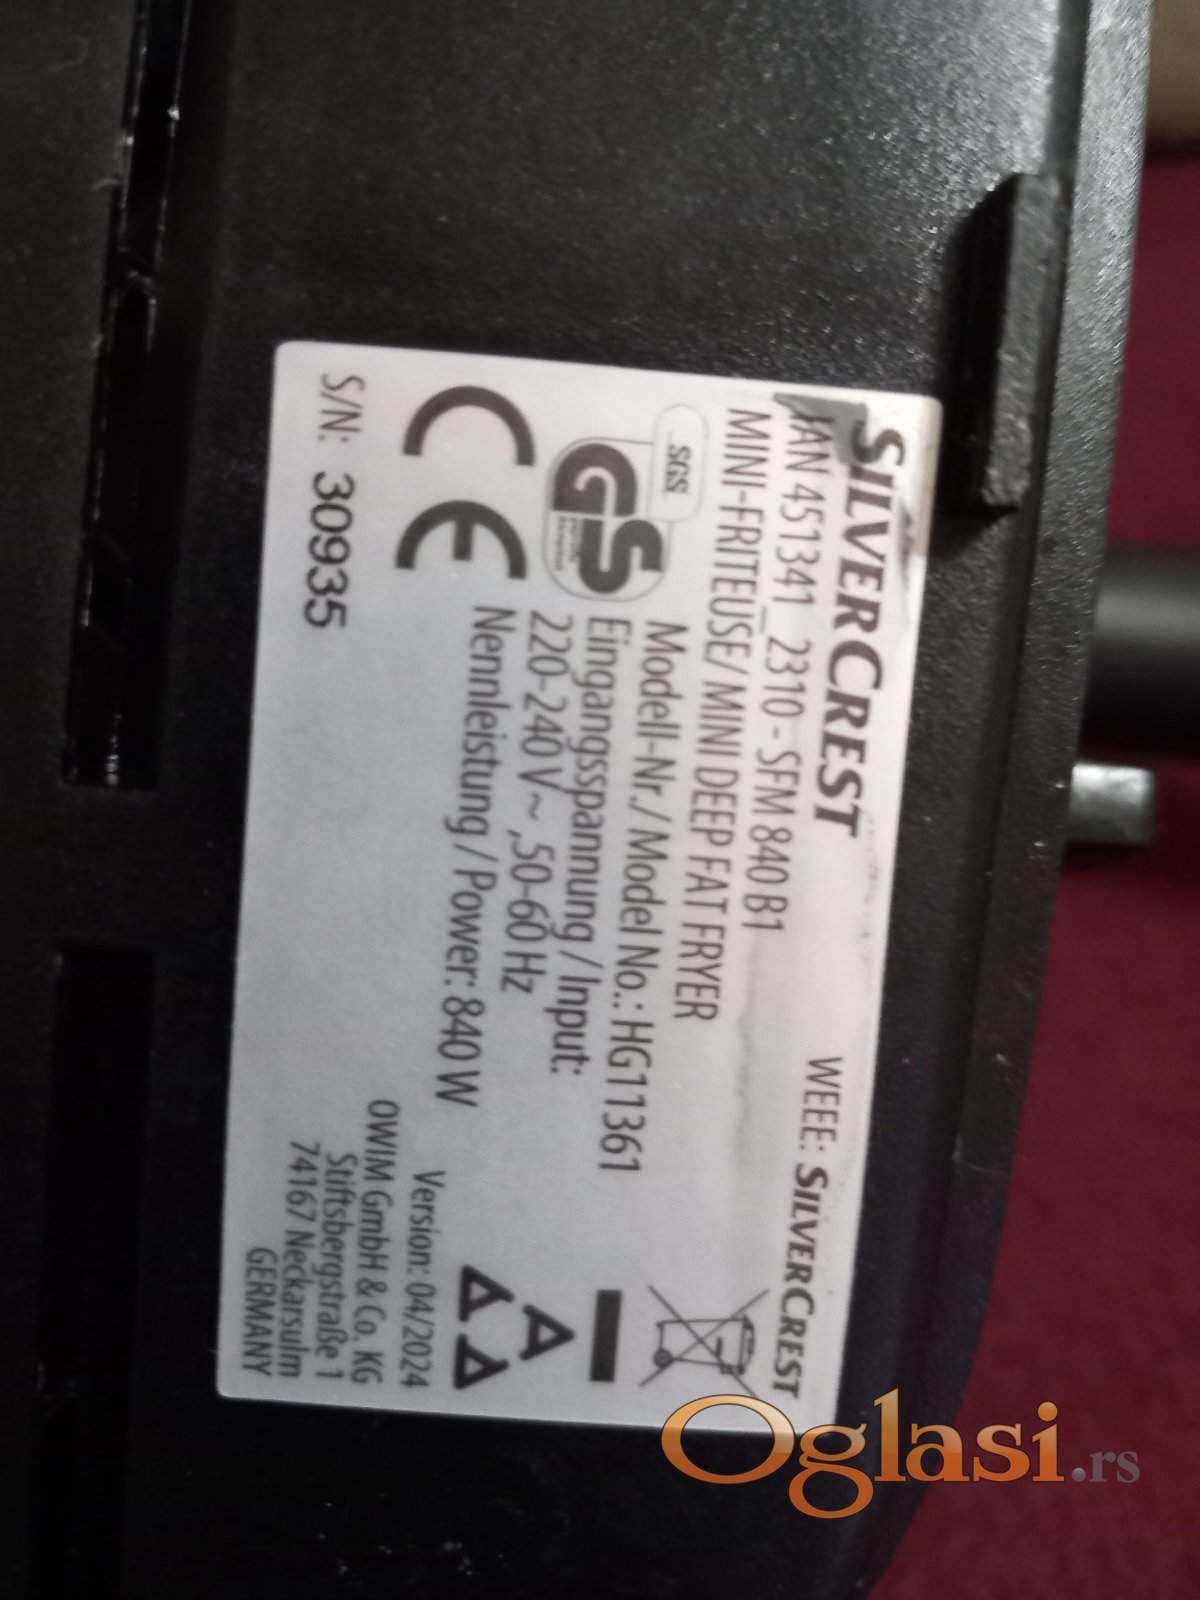 SILVERCREST
IAN 451341_2310 - SFM 840 B1
MINI-FRITEUSE/ MINI DEEP FAT FRYER
WEEE: SILVERCREST
SGS
GS
Modell-Nr./ Model No.: HG11361
Eingangsspannung / Input:
220-240 V~ ,50-60 Hz
Nennleistung / Power: 840 W
CE
S/N: 30935
Version: 04/2024
OWIM GmbH & Co. KG
Stiftsbergstraße 1
74167 Neckarsulm
GERMANY
Oglasi.rs